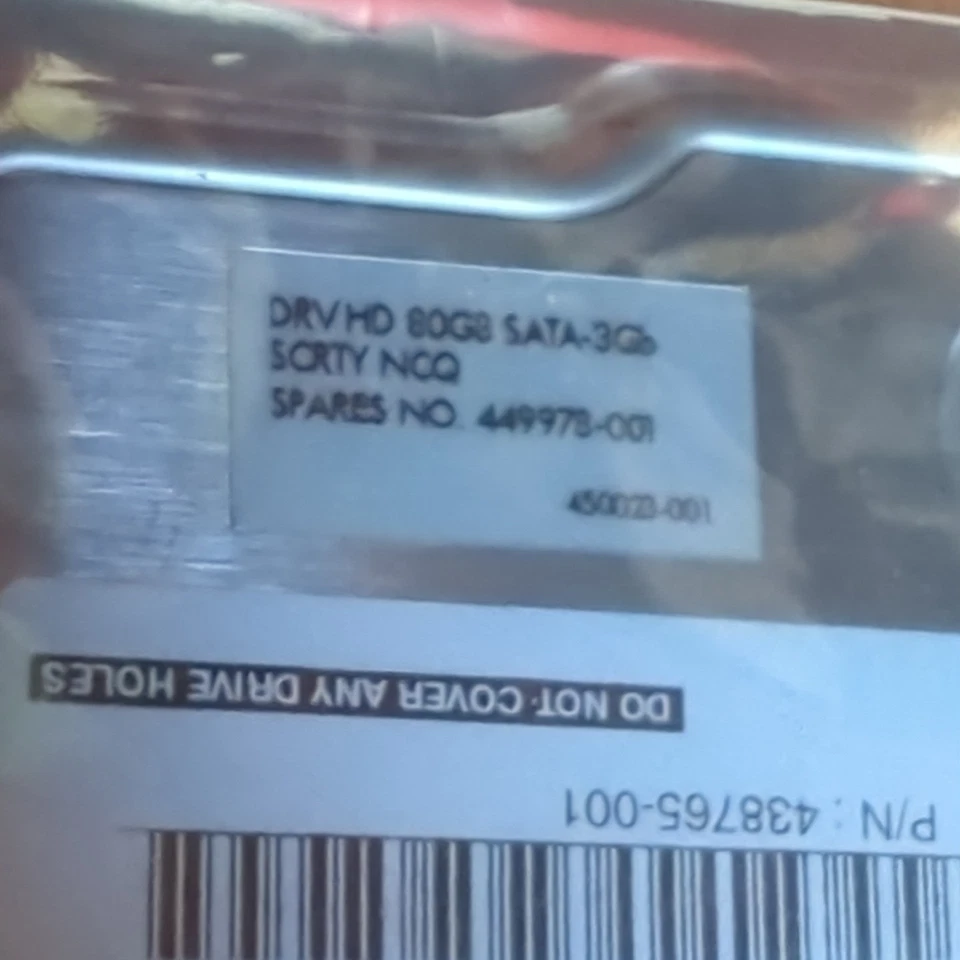 DRV HD 80GB SATA-3Gb
SCRTY NCQ
SPARES NO. 449978-001
450023-001
DO NOT COVER ANY DRIVE HOLES
P/N : 438765-001